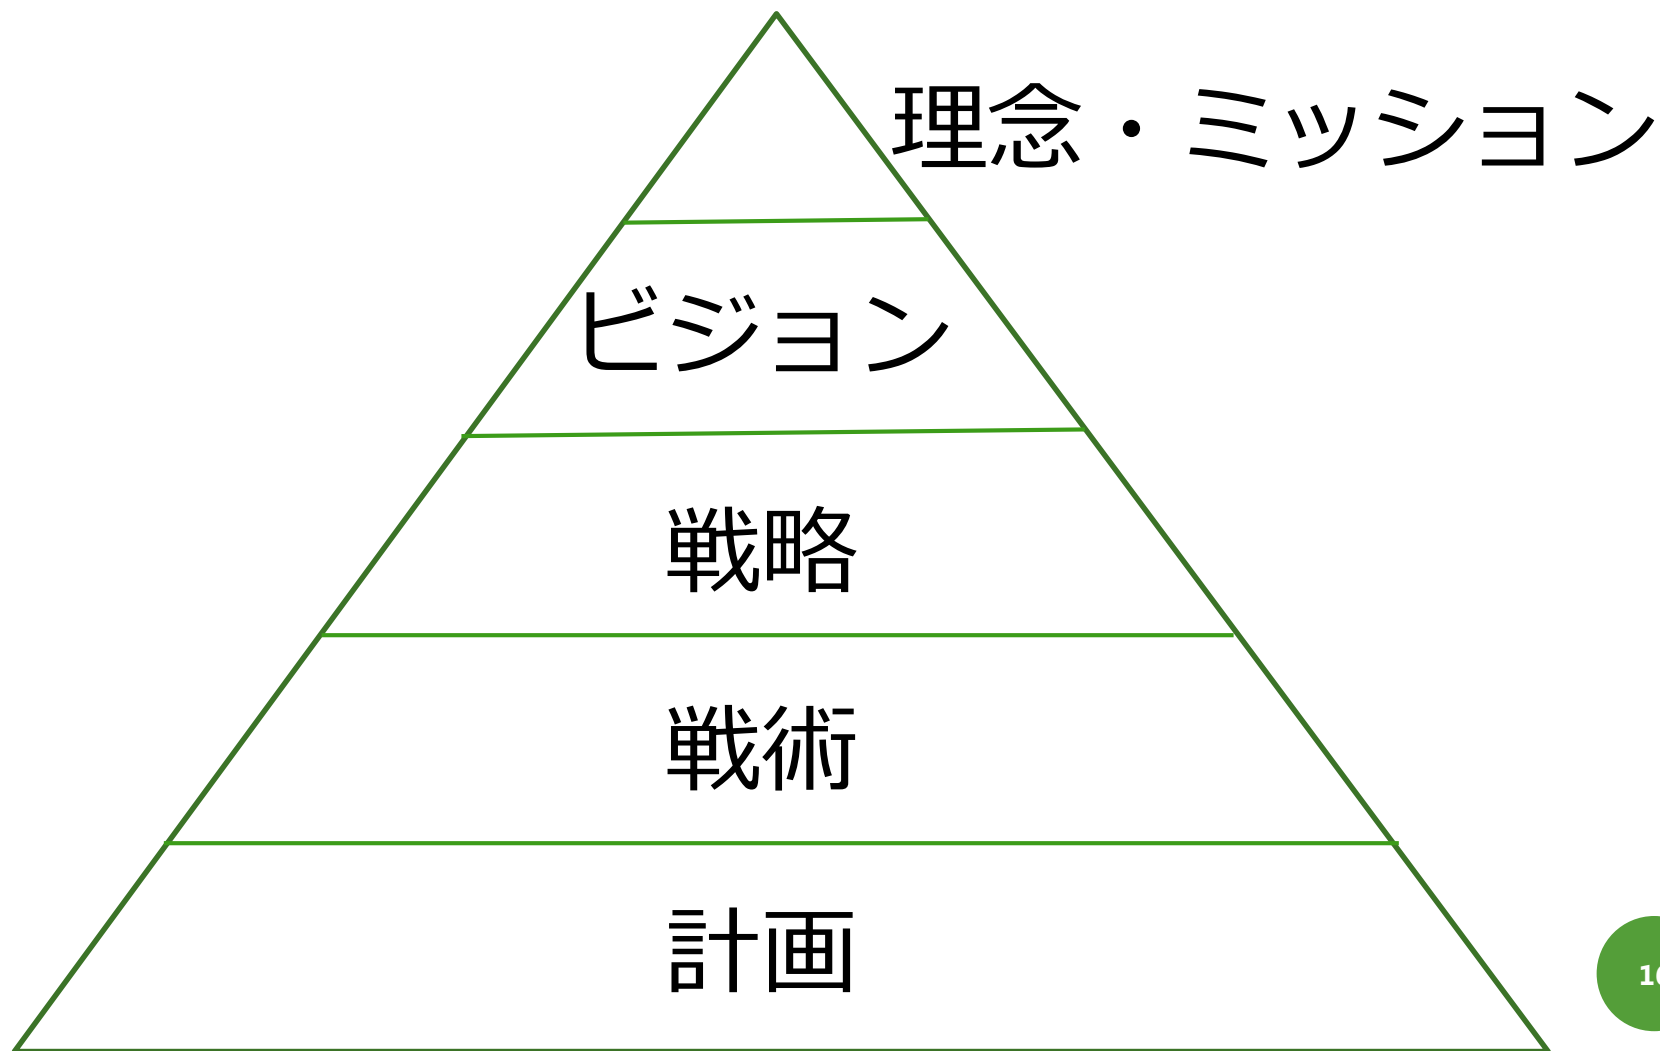 理念・ミッション
ビジョン
戦略
戦術
計画